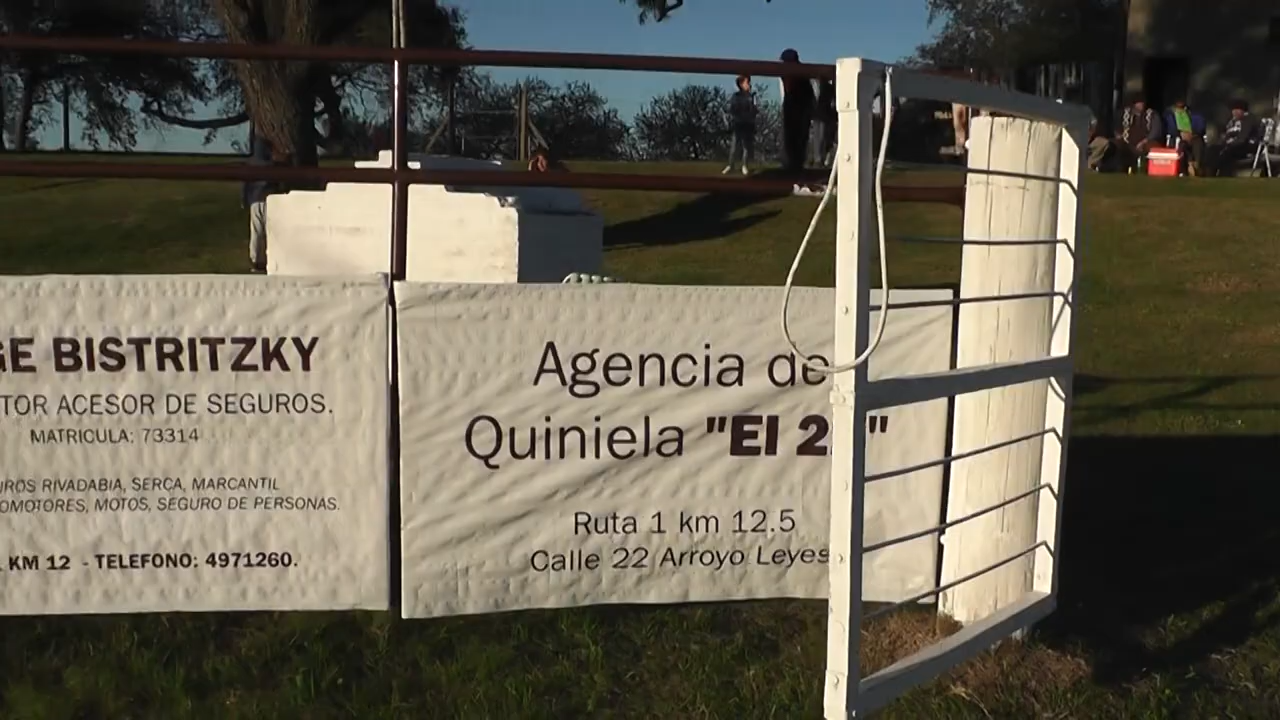 GE BISTRITZKY
TOR ACESOR DE SEGUROS.
MATRICULA: 73314
UROS RIVADABIA, SERCA, MARCANTIL
OMOTORES, MOTOS, SEGURO DE PERSONAS.
KM 12 - TELEFONO: 4971260.
Agencia de
Quiniela "El 2 "
Ruta 1 km 12.5
Calle 22 Arroyo Leyes